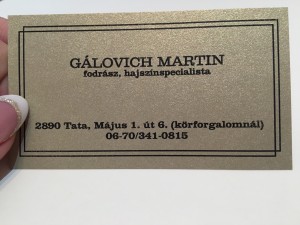 GÁLOVICH MARTIN
fodrász, hajszínspecialista
2890 Tata, Május 1. út 6. (körforgalomnál)
06-70/341-0815